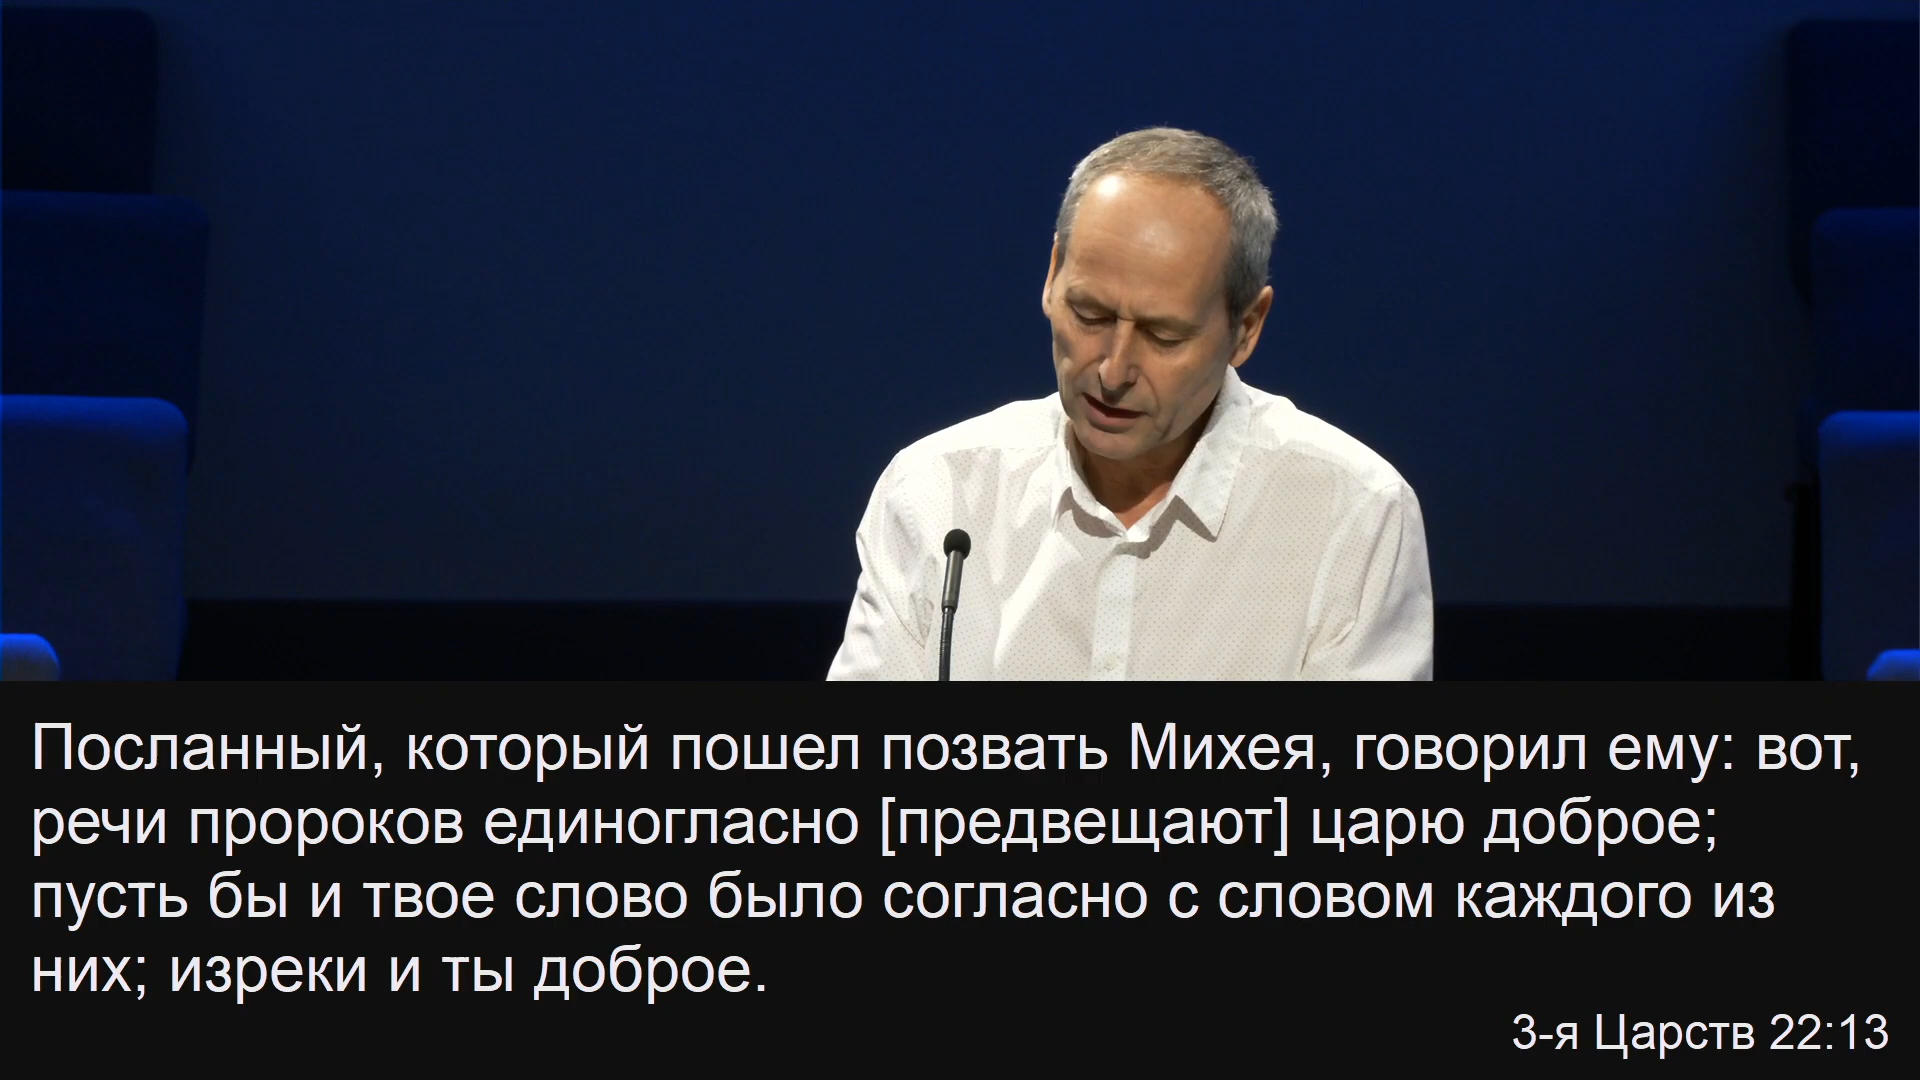 Посланный, который пошел позвать Михея, говорил ему: вот,
речи пророков единогласно [предвещают] царю доброе;
пусть бы и твое слово было согласно с словом каждого из
них; изреки и ты доброе.
3-я Царств 22:13